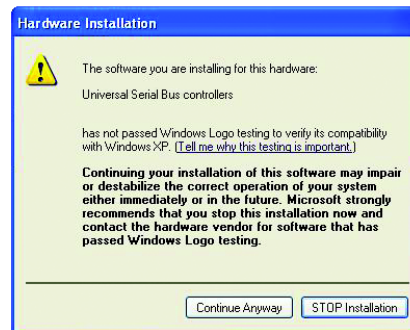 Hardware Installation
The software you are installing for this hardware:
Universal Serial Bus controllers
has not passed Windows Logo testing to verify its compatibility
with Windows XP. (Tell me why this testing is important.)
Continuing your installation of this software may impair
or destabilize the correct operation of your system
either immediately or in the future. Microsoft strongly
recommends that you stop this installation now and
contact the hardware vendor for software that has
passed Windows Logo testing.
Continue Anyway
STOP Installation